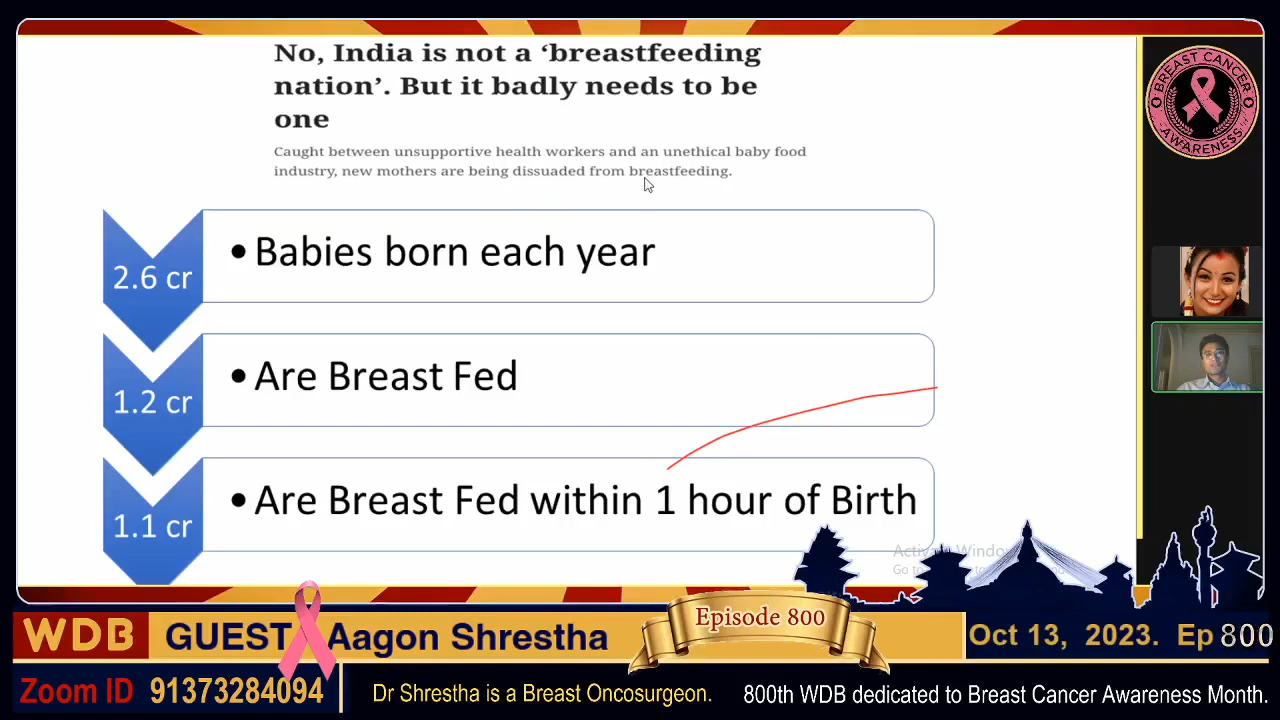 No, India is not a ‘breastfeeding
nation’. But it badly needs to be
one
Caught between unsupportive health workers and an unethical baby food
industry, new mothers are being dissuaded from breastfeeding.
BREAST CANCER
AWARENESS
2.6 cr
•Babies born each year
1.2 cr
•Are Breast Fed
1.1 cr
•Are Breast Fed within 1 hour of Birth
Go to
WDB GUEST Aagon Shrestha
Episode 800
Oct 13, 2023. Ep 800
Zoom ID 91373284094
Dr Shrestha is a Breast Oncosurgeon.
800th WDB dedicated to Breast Cancer Awareness Month.